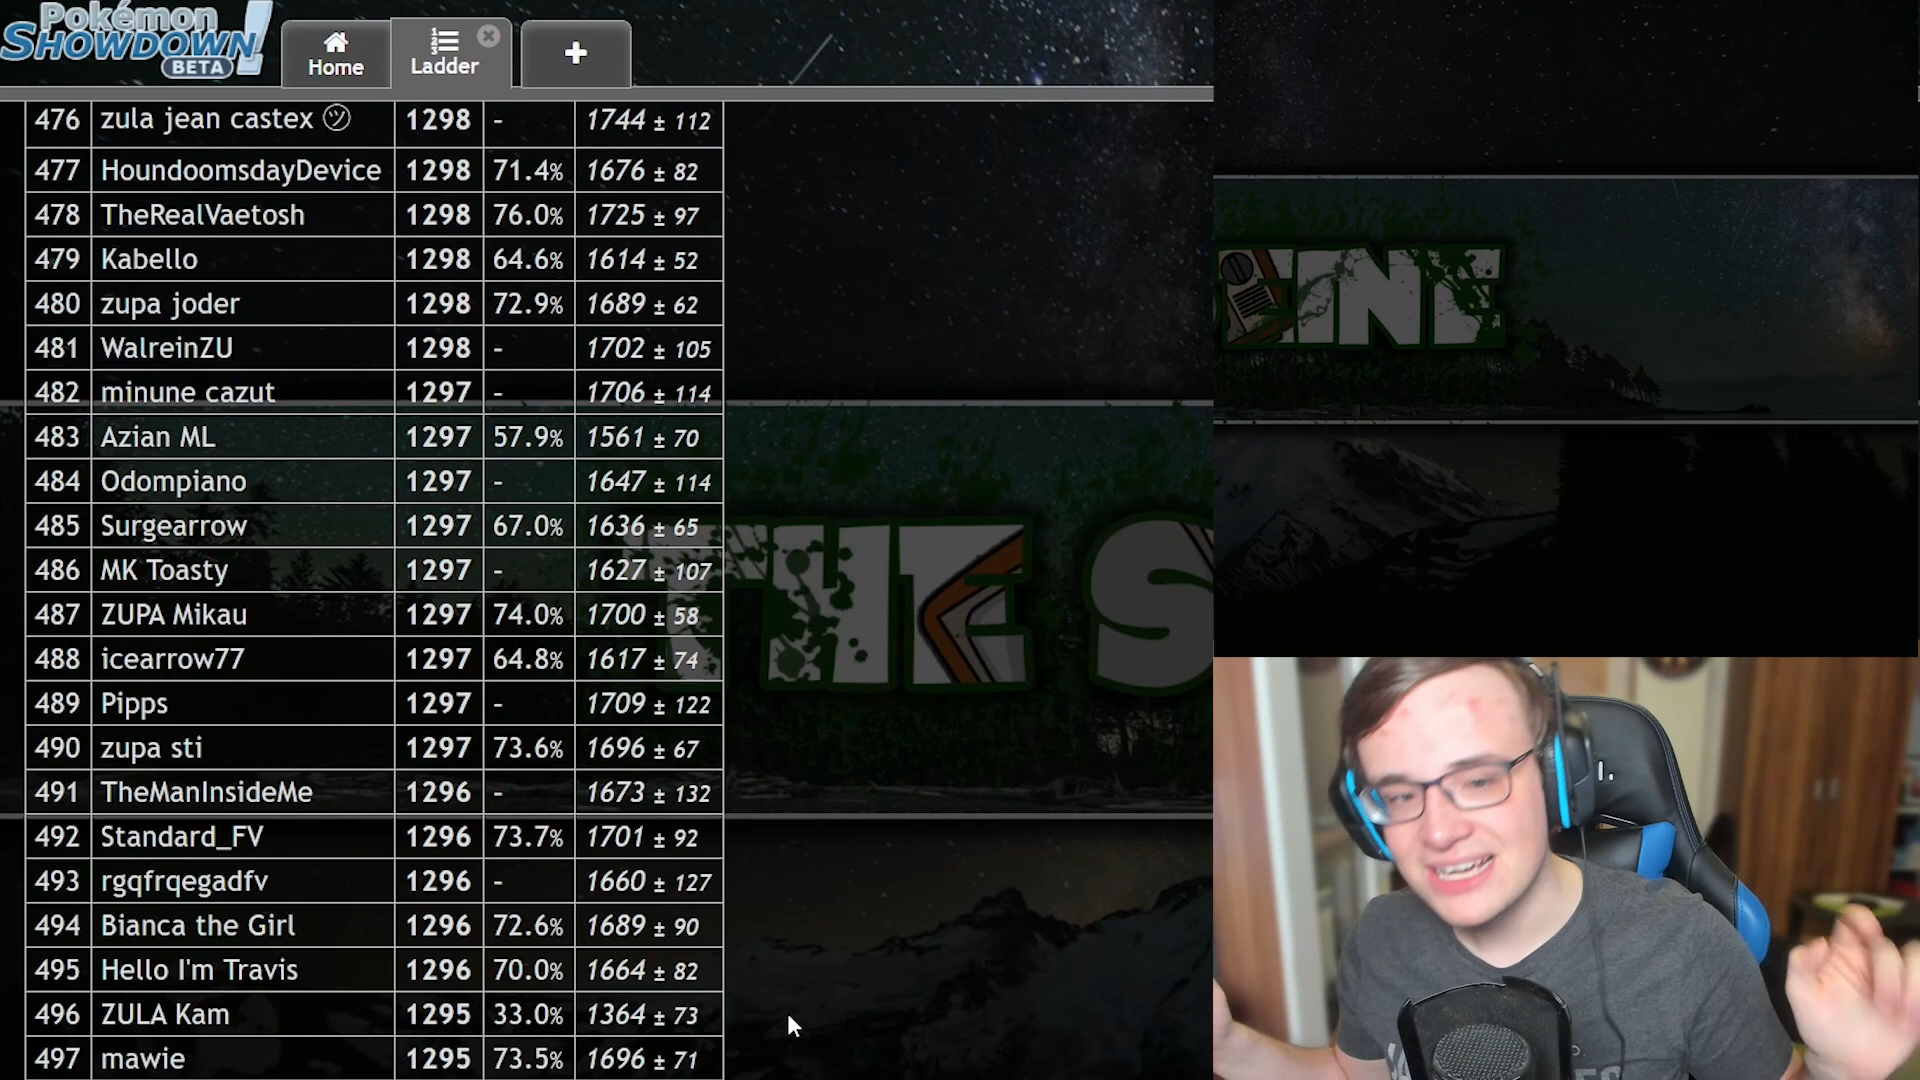 Pokémon
SHOWDOWN!
BETA
Home
Ladder
476 zula jean castex ツ 1298 - 1744 ± 112
477 HoundoomsdayDevice 1298 71.4% 1676 ± 82
478 TheRealVaetosh 1298 76.0% 1725 ± 97
479 Kabello 1298 64.6% 1614 ± 52
480 zupa joder 1298 72.9% 1689 ± 62
481 WalreinZU 1298 - 1702 ± 105
482 minune cazut 1297 - 1706 ± 114
483 Azian ML 1297 57.9% 1561 ± 70
484 Odompiano 1297 - 1647 ± 114
485 Surgearrow 1297 67.0% 1636 ± 65
486 MK Toasty 1297 - 1627 ± 107
487 ZUPA Mikau 1297 74.0% 1700 ± 58
488 icearrow77 1297 64.8% 1617 ± 74
489 Pipps 1297 - 1709 ± 122
490 zupa sti 1297 73.6% 1696 ± 67
491 TheManInsideMe 1296 - 1673 ± 132
492 Standard_FV 1296 73.7% 1701 ± 92
493 rgqfrqegadfv 1296 - 1660 ± 127
494 Bianca the Girl 1296 72.6% 1689 ± 90
495 Hello I'm Travis 1296 70.0% 1664 ± 82
496 ZULA Kam 1295 33.0% 1364 ± 73
497 mawie 1295 73.5% 1696 ± 71
THE S